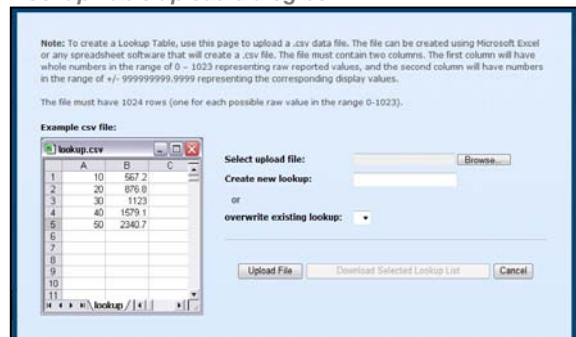 Note: To create a Lookup Table, use this page to upload a .csv data file. The file can be created using Microsoft Excel
or any spreadsheet software that will create a .csv file. The file must contain two columns. The first column will have
whole numbers in the range of 0 – 1023 representing raw reported values, and the second column will have numbers
in the range of +/- 999999999.9999 representing the corresponding display values.
The file must have 1024 rows (one for each possible raw value in the range 0-1023).
Example csv file:
lookup.csv
A B C
1 10 567.2
2 20 876.8
3 30 1123
4 40 1579.1
5 50 2340.7
6
7
8
9
10
11
lookup
Select upload file: Browse...
Create new lookup:
or
overwrite existing lookup:
Upload File Download Selected Lookup List Cancel